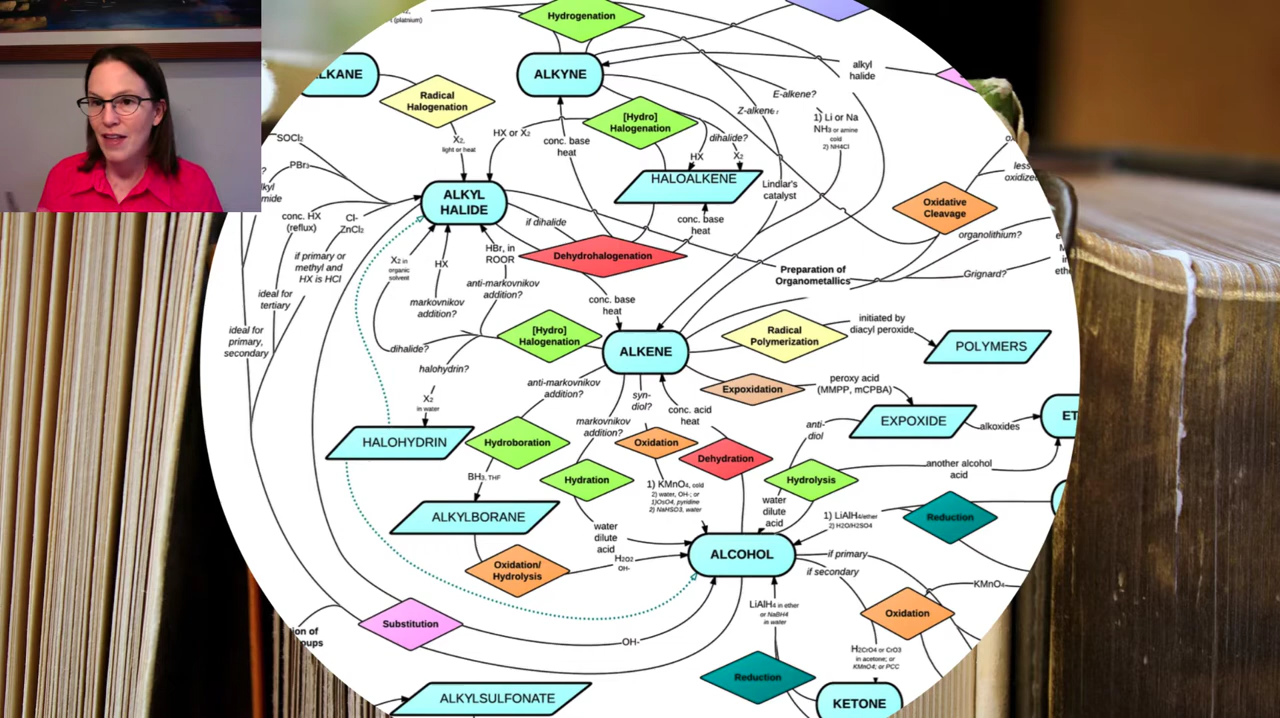 (platnium)
Hydrogenation
LKANE
ALKYNE
alkyl
halide
Radical
Halogenation
E-alkene?
Z-alkene?
1) Li or Na
NH3 or amine
cold
2) NH4Cl
[Hydro]
Halogenation
HX or X2
X2,
light or heat
conc. base
heat
dihalide?
HX
X2
SOCl2
PBr3
HALOALKENE
Lindlar's
catalyst
less
oxidize
ALKYL
HALIDE
Oxidative
Cleavage
conc. HX
(reflux)
Cl-
ZnCl2
if dihalide
conc. base
heat
organolithium?
if primary or
methyl and
HX is HCl
X2 in
organic
solvent
HX
HBr, in
ROOR
Dehydrohalogenation
Preparation of
Organometallics
Grignard?
anti-markovnikov
addition?
ideal for
tertiary
markovnikov
addition?
conc. base
heat
ideal for
primary,
secondary
[Hydro]
Halogenation
ALKENE
Radical
Polymerization
initiated by
diacyl peroxide
POLYMERS
dihalide?
halohydrin?
anti-markovnikov
addition?
syn-
diol?
Expoxidation
peroxy acid
(MMPP, mCPBA)
X2
in water
markovnikov
addition?
conc. acid
heat
anti-
diol
EXPOXIDE
alkoxides
ET
HALOHYDRIN
Hydroboration
Oxidation
Dehydration
another alcohol
acid
BH3, THF
Hydration
1) KMnO4, cold
2) water, OH-; or
1)OsO4, pyridine
2) NaHSO3, water
Hydrolysis
water
dilute
acid
ALKYLBORANE
1) LiAlH4/ether
2) H2O/H2SO4
Reduction
water
dilute
acid
ALCOHOL
if primary
if secondary
Oxidation/
Hydrolysis
H2O2
OH-
KMnO4
LiAlH4 in ether
or NaBH4
in water
Oxidation
Substitution
ion of
oups
OH-
H2CrO4 or CrO3
in acetone; or
KMnO4; or PCC
Reduction
ALKYLSULFONATE
KETONE